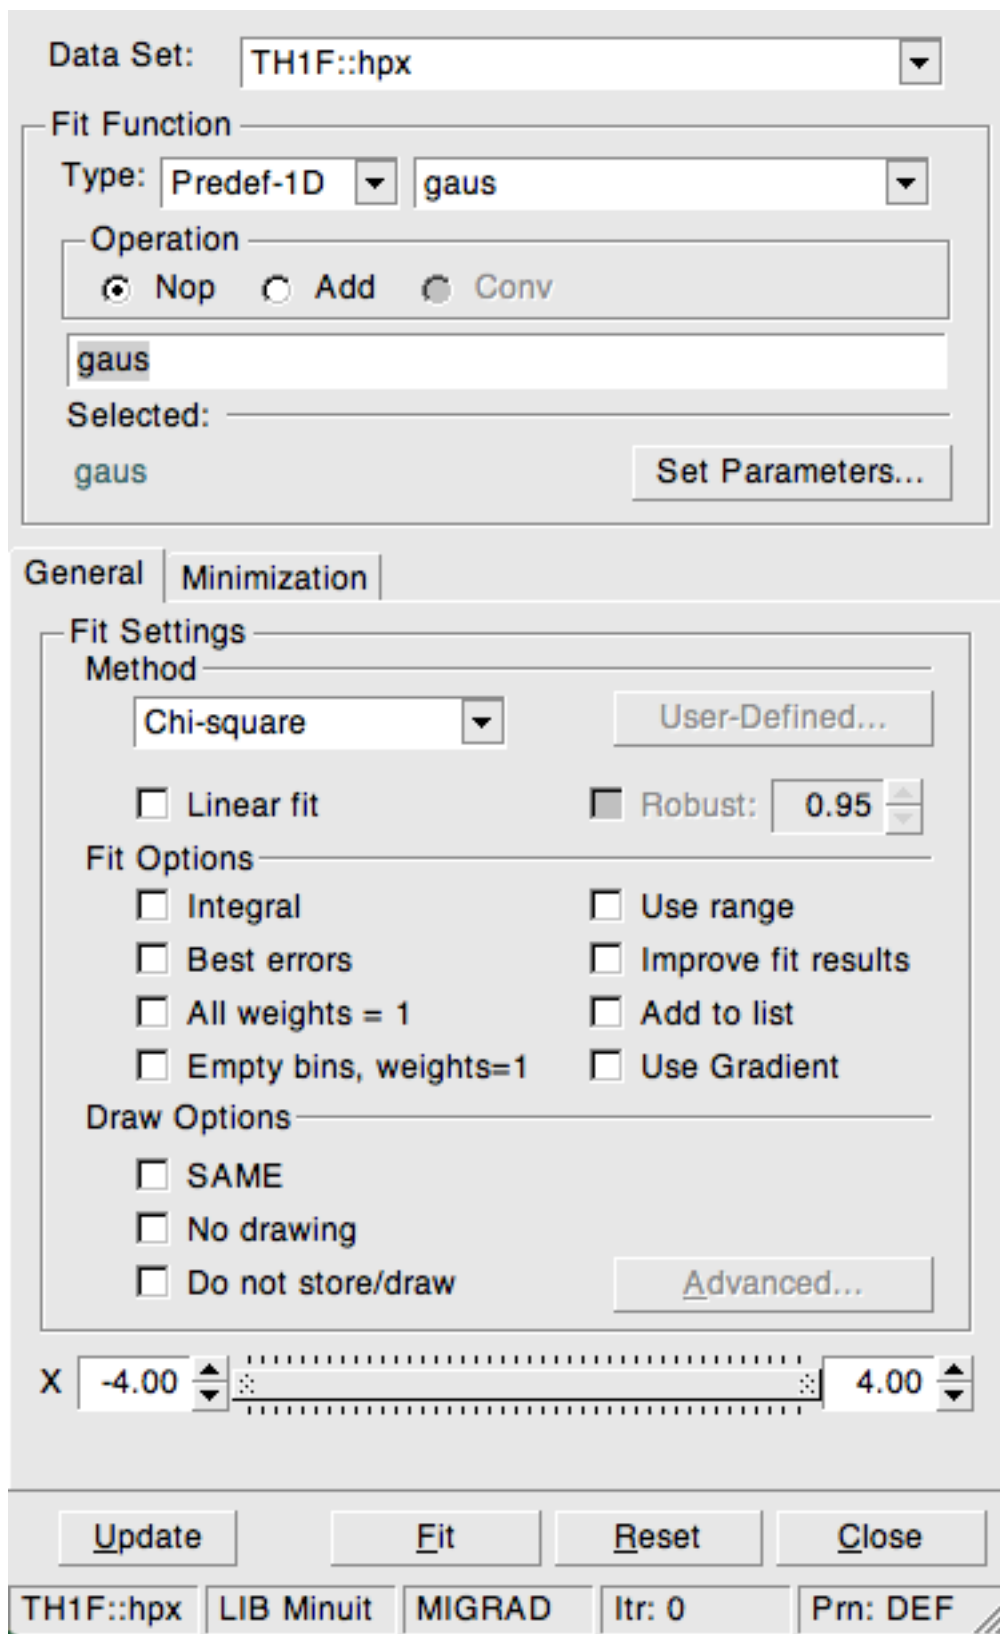 Data Set: TH1F::hpx
Fit Function
Type: Predef-1D gaus
Operation
Nop Add Conv
gaus
Selected:
gaus Set Parameters...
General Minimization
Fit Settings
Method
Chi-square User-Defined...
Linear fit Robust: 0.95
Fit Options
Integral Use range
Best errors Improve fit results
All weights = 1 Add to list
Empty bins, weights=1 Use Gradient
Draw Options
SAME
No drawing
Do not store/draw Advanced...
X -4.00 4.00
Update Fit Reset Close
TH1F::hpx LIB Minuit MIGRAD Itr: 0 Prn: DEF